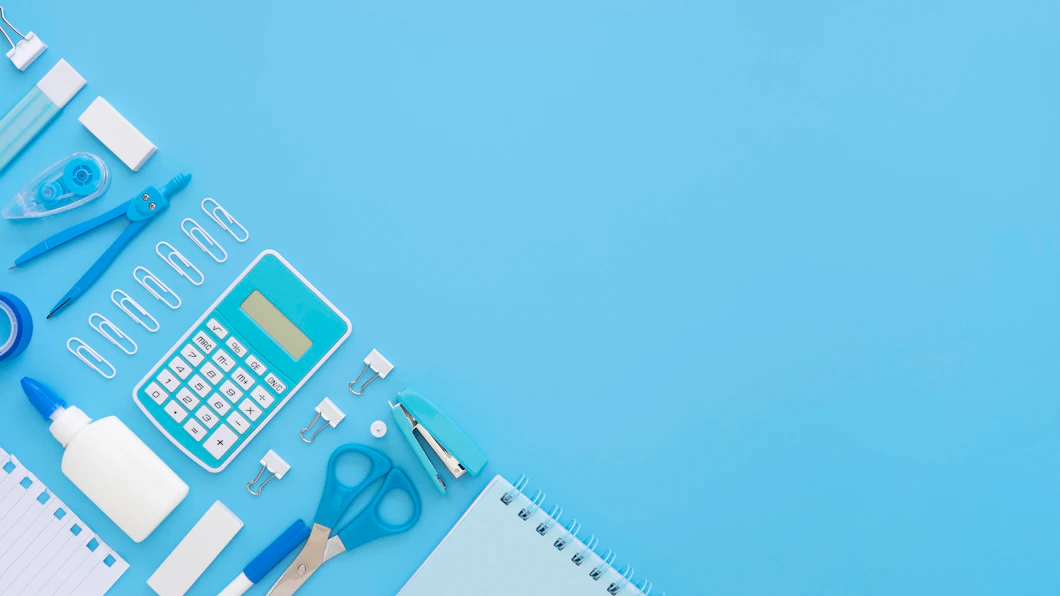 √ % CE ON/C
MRC M- M+ ÷
7 8 9 ×
4 5 6 -
1 2 3 +
0 . =